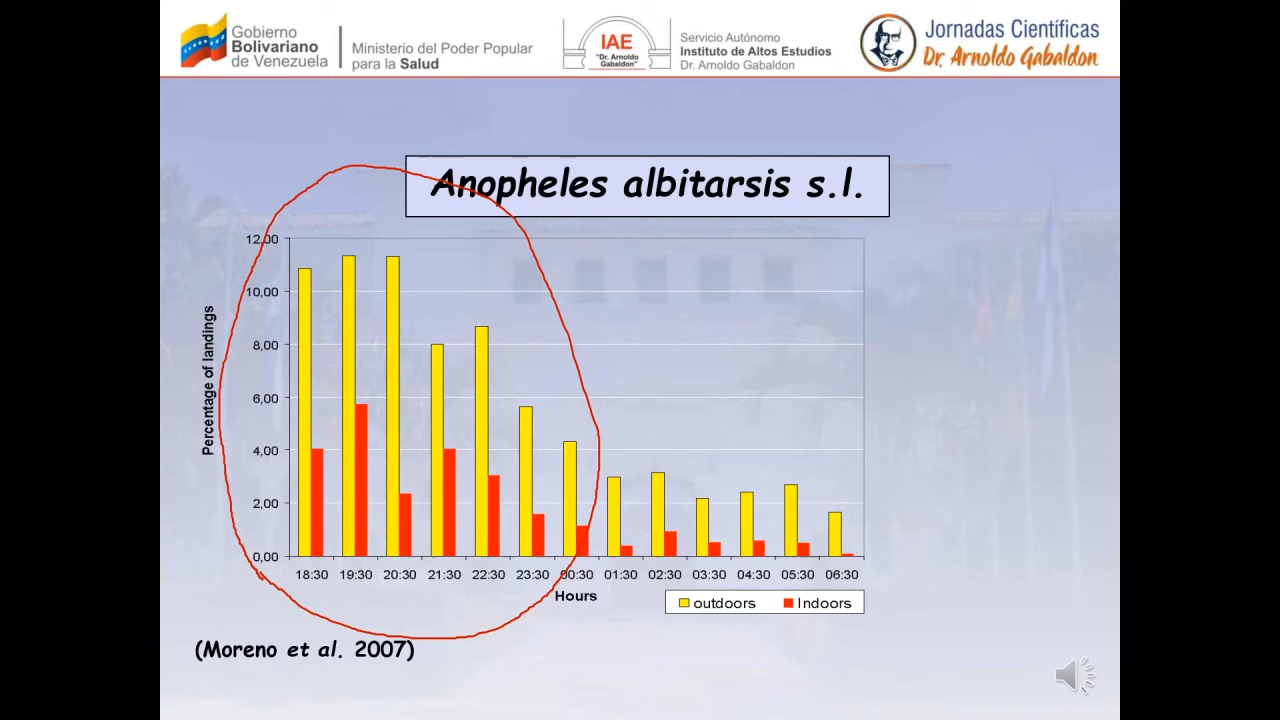 Gobierno
Bolivariano
de Venezuela
Ministerio del Poder Popular
para la Salud
IAE
"Dr. Arnoldo
Gabaldon"
Servicio Autónomo
Instituto de Altos Estudios
Dr. Arnoldo Gabaldon
Jornadas Científicas
Dr. Arnoldo Gabaldon
Anopheles albitarsis s.l.
Percentage of landings
12,00
10,00
8,00
6,00
4,00
2,00
0,00
18:30 19:30 20:30 21:30 22:30 23:30 00:30 01:30 02:30 03:30 04:30 05:30 06:30
Hours
outdoors Indoors
(Moreno et al. 2007)